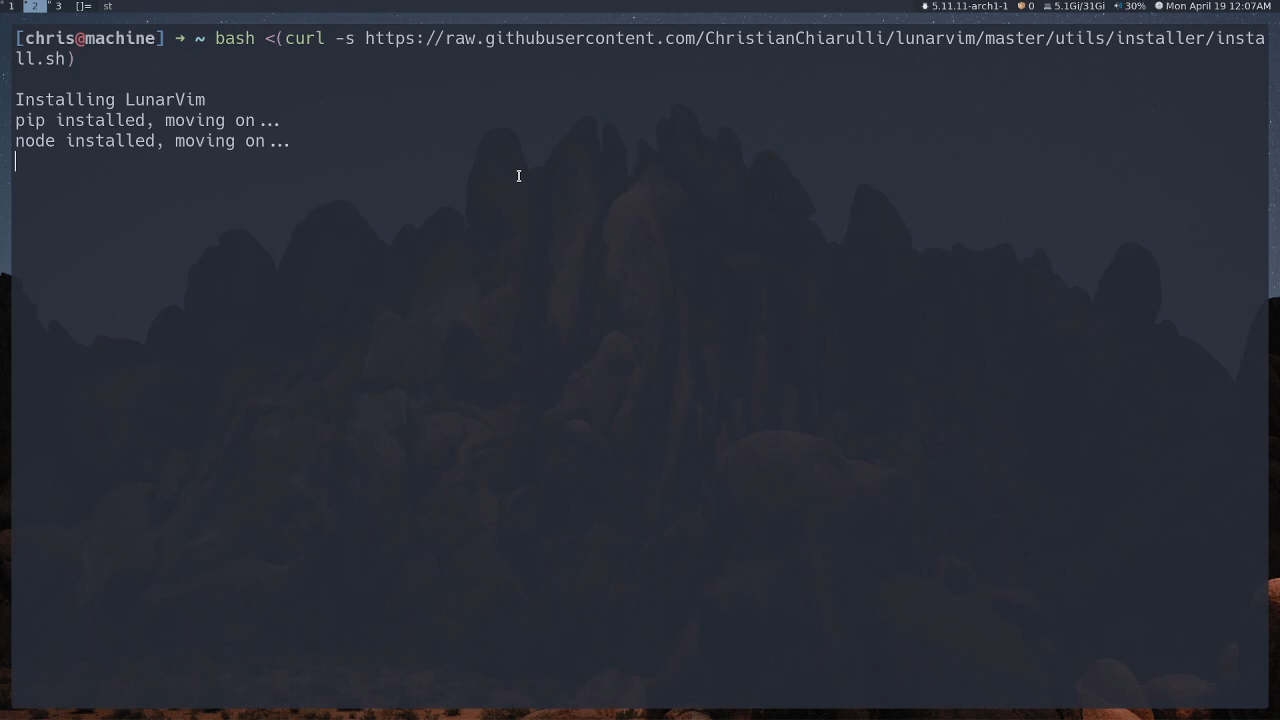 1 2 3 []= st 5.11.11-arch1-1 0 5.1Gi/31Gi 30% Mon April 19 12:07AM
[chris@machine] → ~ bash <(curl -s https://raw.githubusercontent.com/ChristianChiarulli/lunarvim/master/utils/installer/insta
ll.sh)
Installing LunarVim
pip installed, moving on...
node installed, moving on...